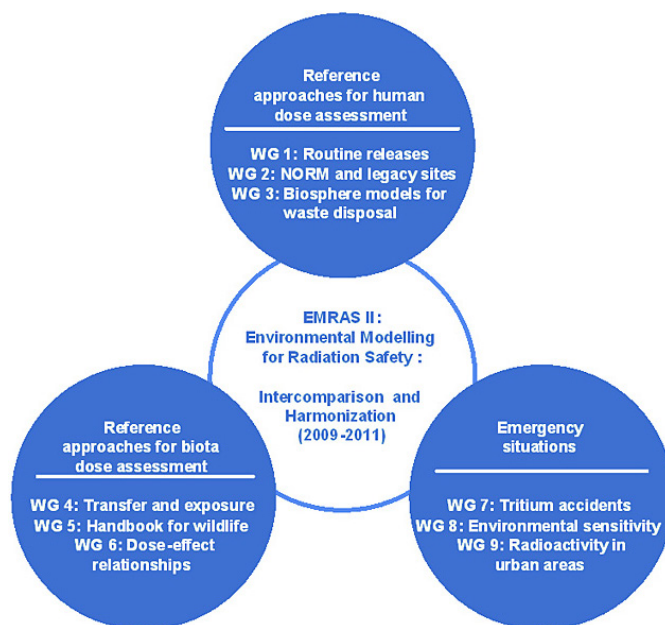 Reference
approaches for human
dose assessment
WG 1: Routine releases
WG 2: NORM and legacy sites
WG 3: Biosphere models for
waste disposal
EMRAS II :
Environmental Modelling
for Radiation Safety :
Intercomparison and
Harmonization
(2009-2011)
Reference
approaches for biota
dose assessment
WG 4: Transfer and exposure
WG 5: Handbook for wildlife
WG 6: Dose-effect
relationships
Emergency
situations
WG 7: Tritium accidents
WG 8: Environmental sensitivity
WG 9: Radioactivity in
urban areas